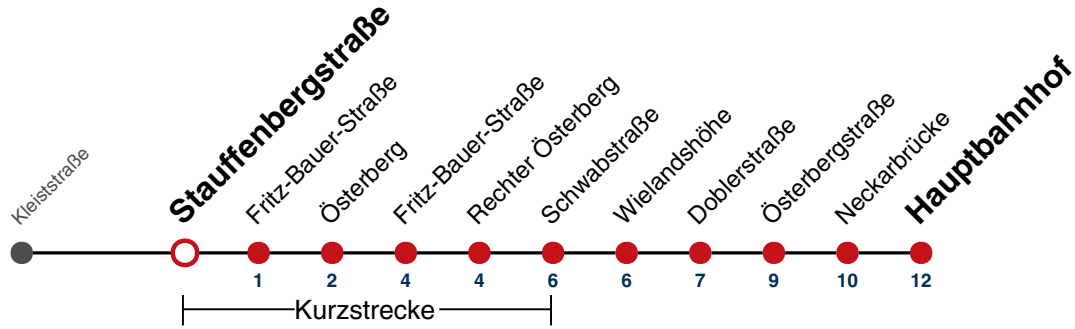 Kleiststraße
Stauffenbergstraße
Fritz-Bauer-Straße
Österberg
Fritz-Bauer-Straße
Rechter Österberg
Schwabstraße
Wielandshöhe
Doblerstraße
Österbergstraße
Neckarbrücke
Hauptbahnhof
1 2 4 4 6 6 7 9 10 12
Kurzstrecke